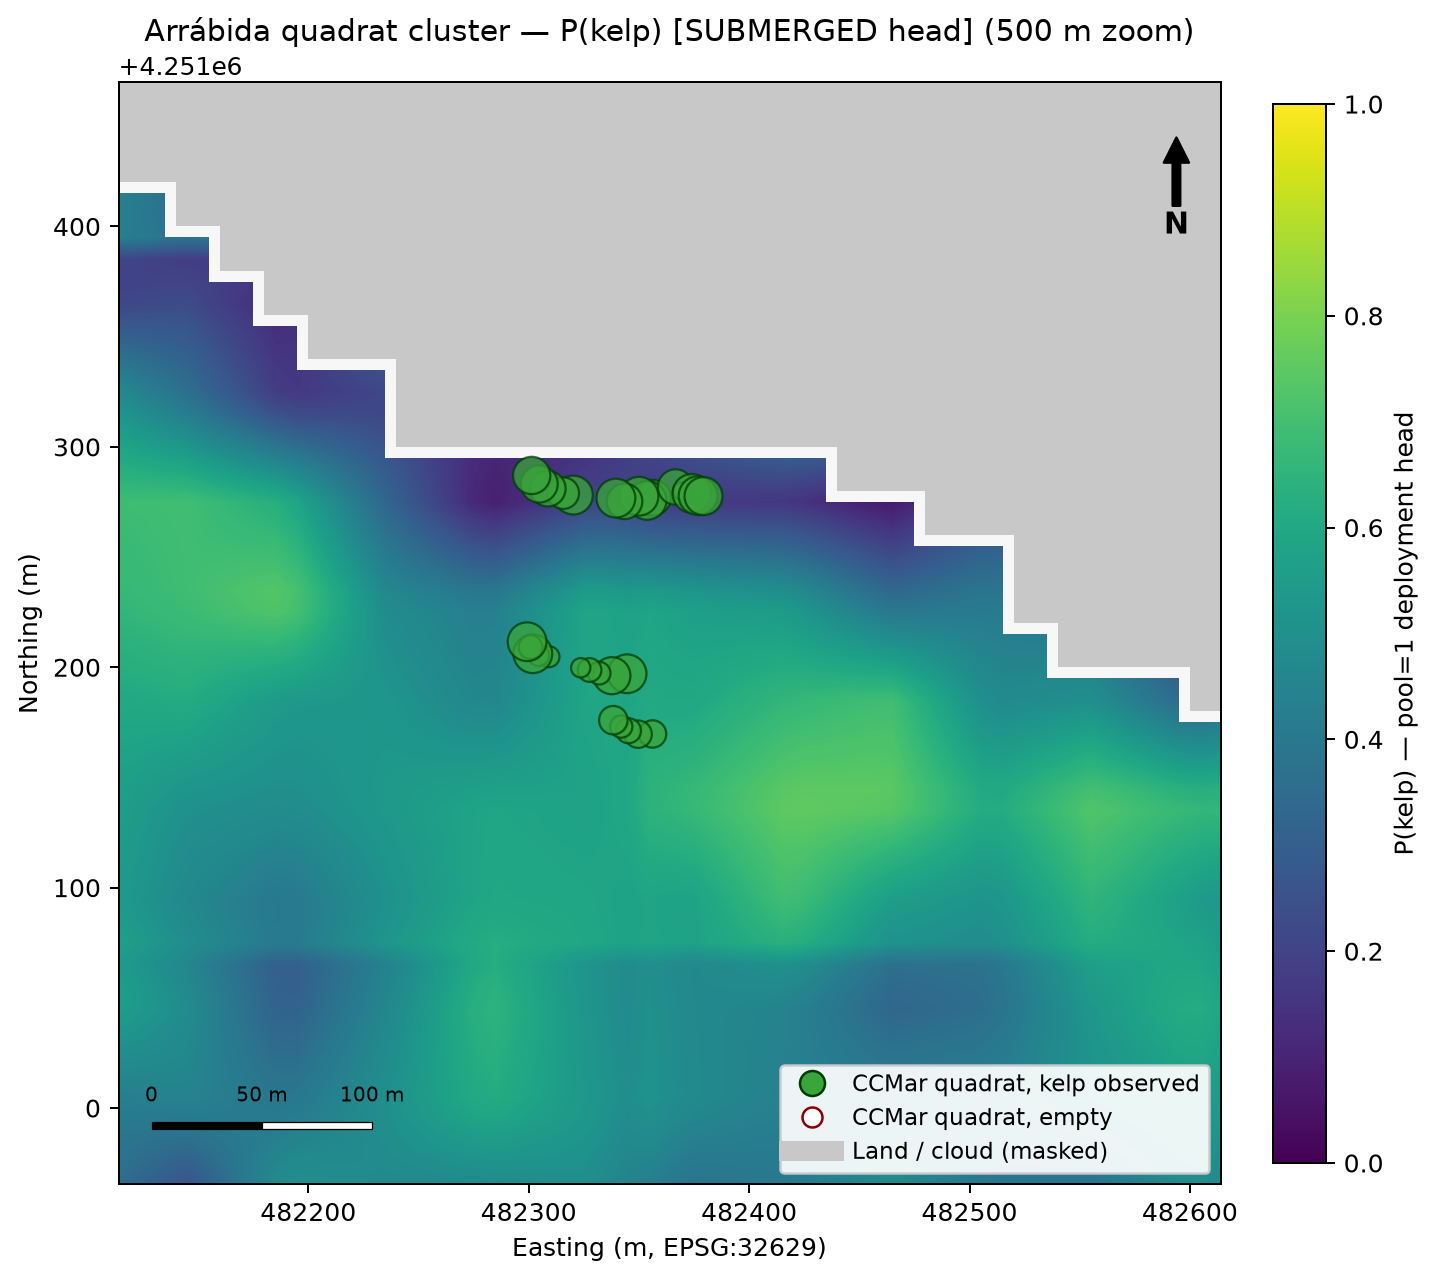 Arrábida quadrat cluster — P(kelp) [SUBMERGED head] (500 m zoom)
+4.251e6
N
400
300
200
100
0
Northing (m)
0 50 m 100 m
482200 482300 482400 482500 482600
Easting (m, EPSG:32629)
CCMar quadrat, kelp observed
CCMar quadrat, empty
Land / cloud (masked)
1.0
0.8
0.6
0.4
0.2
0.0
P(kelp) — pool=1 deployment head